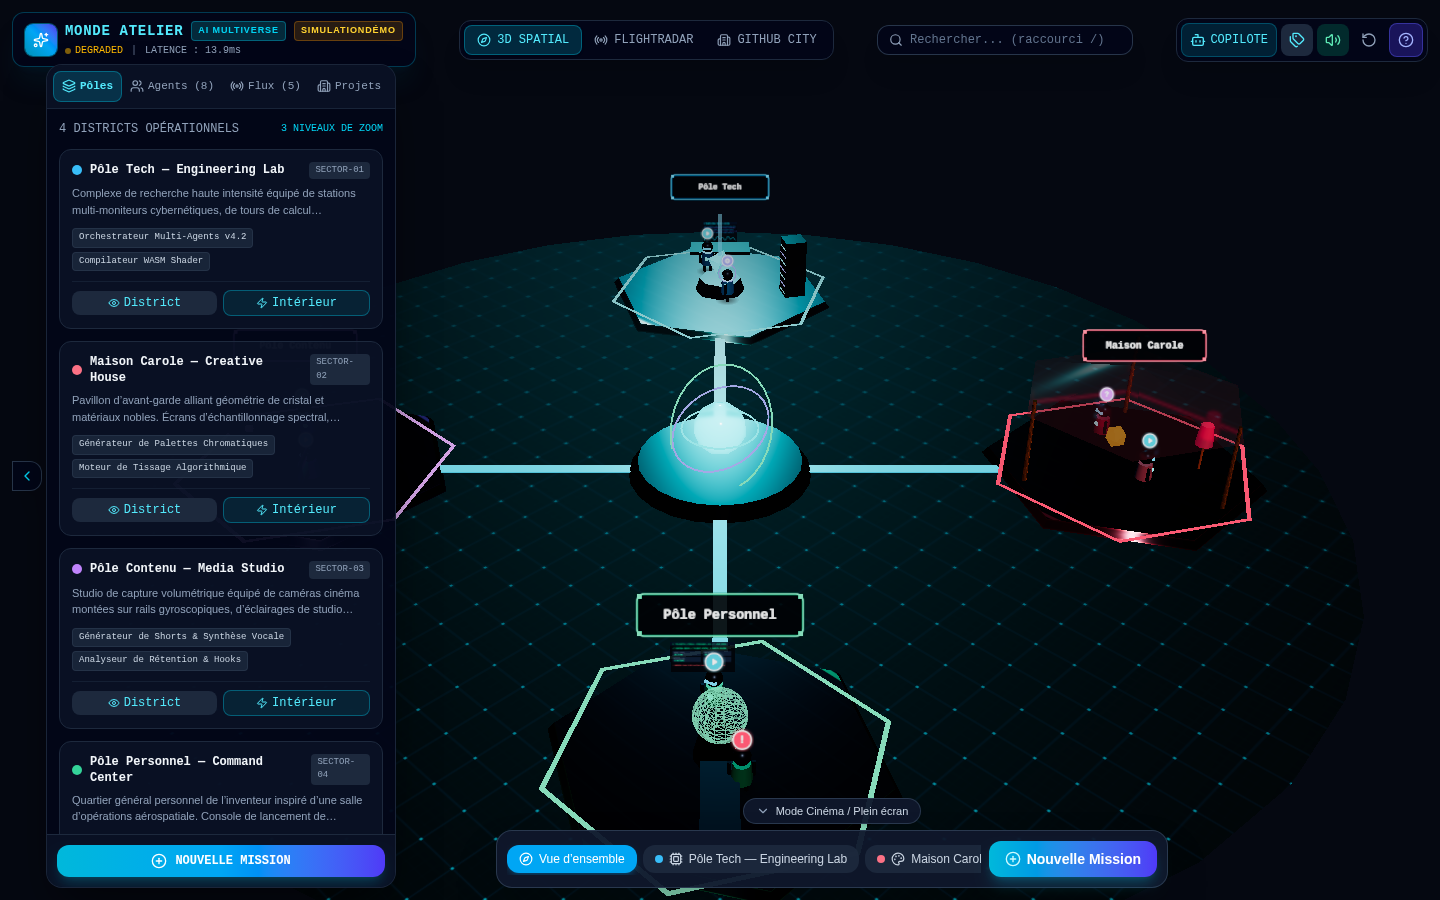 MONDE ATELIER AI MULTIVERSE SIMULATIONDÉMO
DEGRADED | LATENCE : 13.9ms
3D SPATIAL FLIGHTRADAR GITHUB CITY
Rechercher... (raccourci /)
COPILOTE
Pôles Agents (8) Flux (5) Projets
4 DISTRICTS OPÉRATIONNELS 3 NIVEAUX DE ZOOM
Pôle Tech — Engineering Lab SECTOR-01
Complexe de recherche haute intensité équipé de stations
multi-moniteurs cybernétiques, de tours de calcul…
Orchestrateur Multi-Agents v4.2
Compilateur WASM Shader
District Intérieur
Maison Carole — Creative
House
SECTOR-
02
Pavillon d’avant-garde alliant géométrie de cristal et
matériaux nobles. Écrans d’échantillonnage spectral,…
Générateur de Palettes Chromatiques
Moteur de Tissage Algorithmique
District Intérieur
Pôle Contenu — Media Studio SECTOR-03
Studio de capture volumétrique équipé de caméras cinéma
montées sur rails gyroscopiques, d’éclairages de studio…
Générateur de Shorts & Synthèse Vocale
Analyseur de Rétention & Hooks
District Intérieur
Pôle Personnel — Command
Center
SECTOR-
04
Quartier général personnel de l’inventeur inspiré d’une salle
d’opérations aérospatiale. Console de lancement de…
NOUVELLE MISSION
Pôle Tech
Maison Carole
Pôle Personnel
Mode Cinéma / Plein écran
Vue d’ensemble Pôle Tech — Engineering Lab Maison Carol Nouvelle Mission